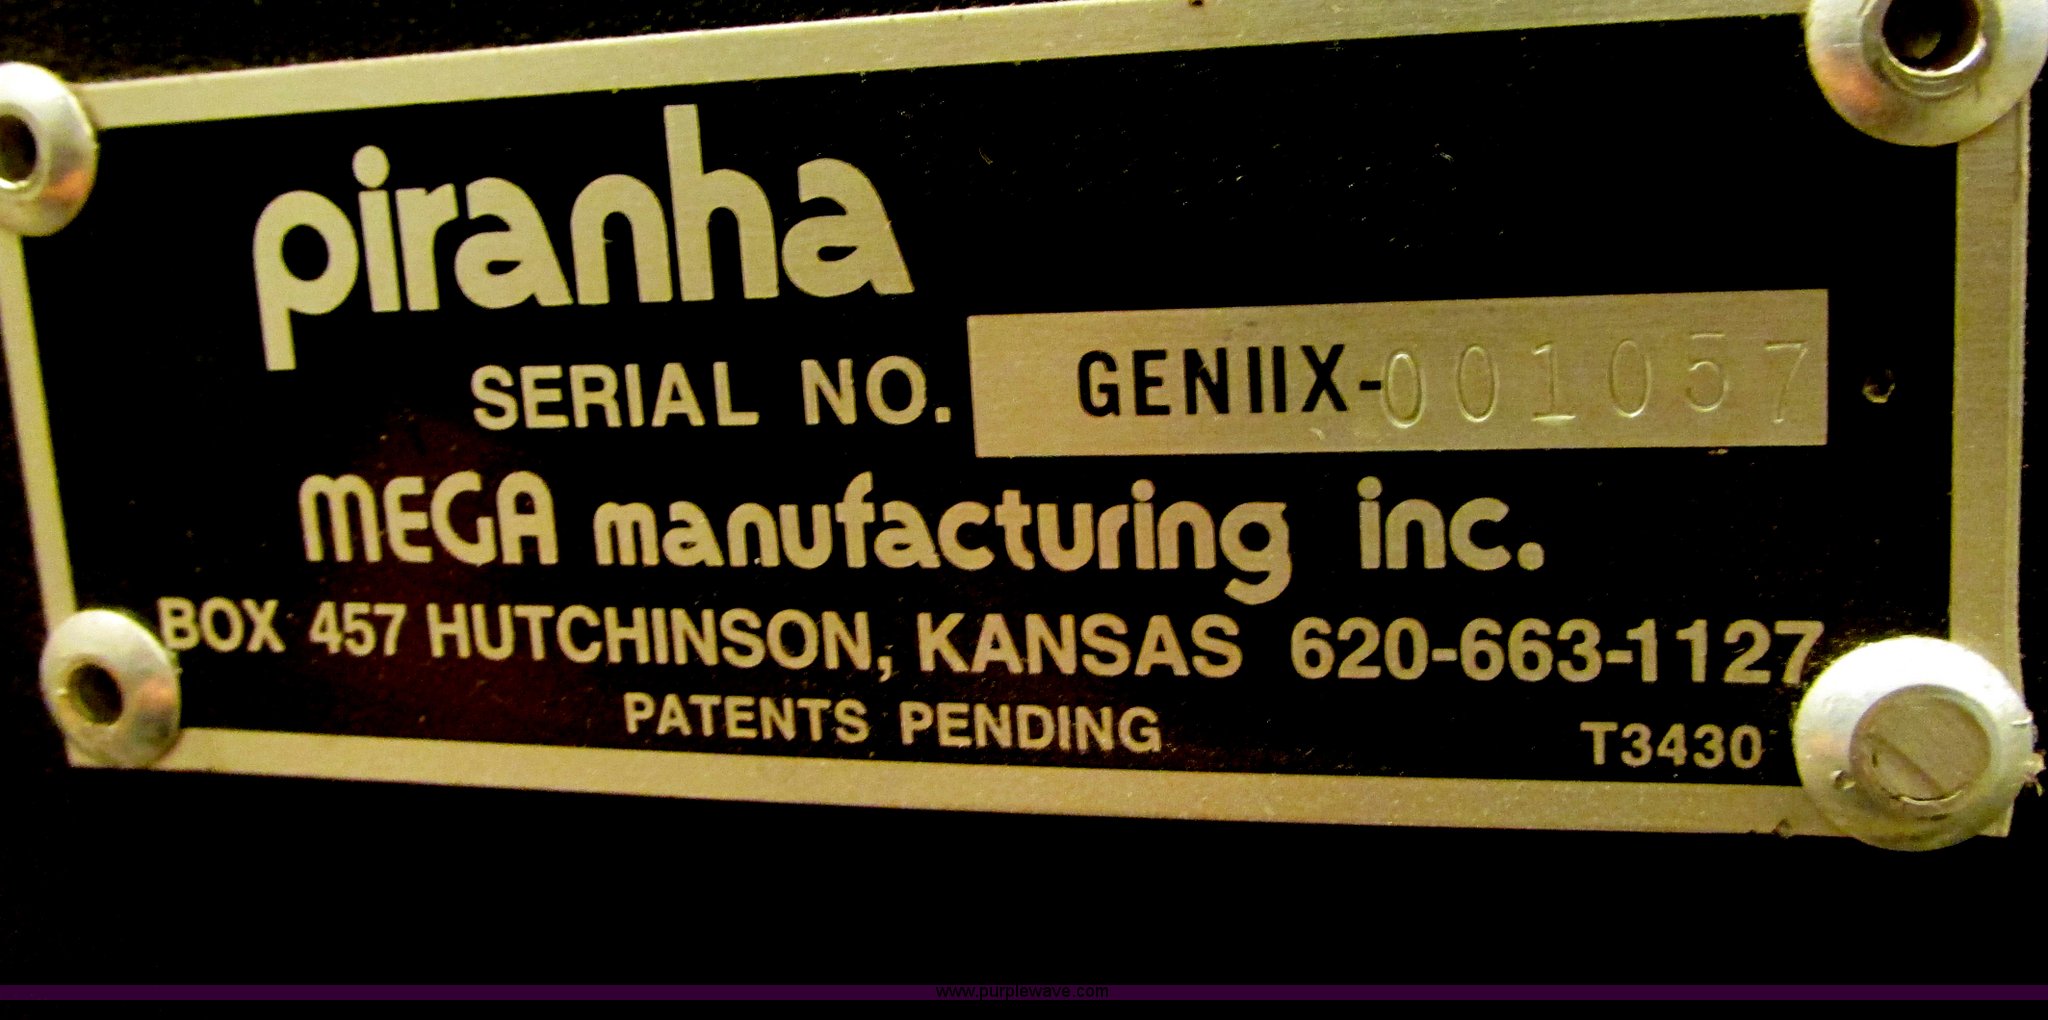 piranha
SERIAL NO. GENIIX-001057
MEGA manufacturing inc.
BOX 457 HUTCHINSON, KANSAS 620-663-1127
PATENTS PENDING T3430
www.purplewave.com